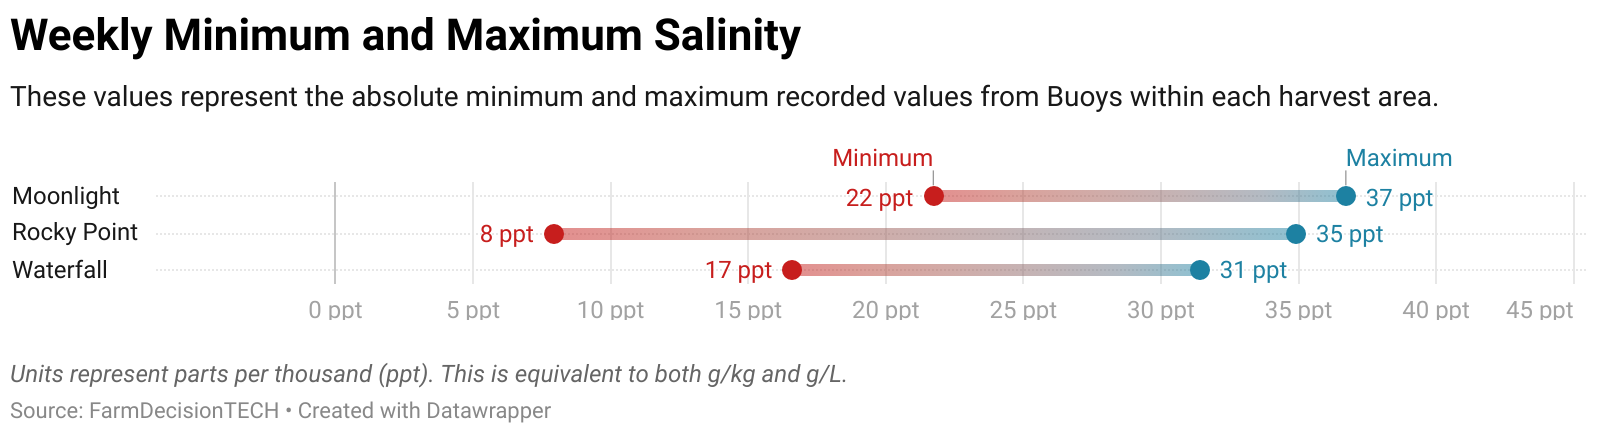 Weekly Minimum and Maximum Salinity
These values represent the absolute minimum and maximum recorded values from Buoys within each harvest area.
Minimum Maximum
Moonlight 22 ppt 37 ppt
Rocky Point 8 ppt 35 ppt
Waterfall 17 ppt 31 ppt
0 ppt 5 ppt 10 ppt 15 ppt 20 ppt 25 ppt 30 ppt 35 ppt 40 ppt 45 ppt
Units represent parts per thousand (ppt). This is equivalent to both g/kg and g/L.
Source: FarmDecisionTECH • Created with Datawrapper